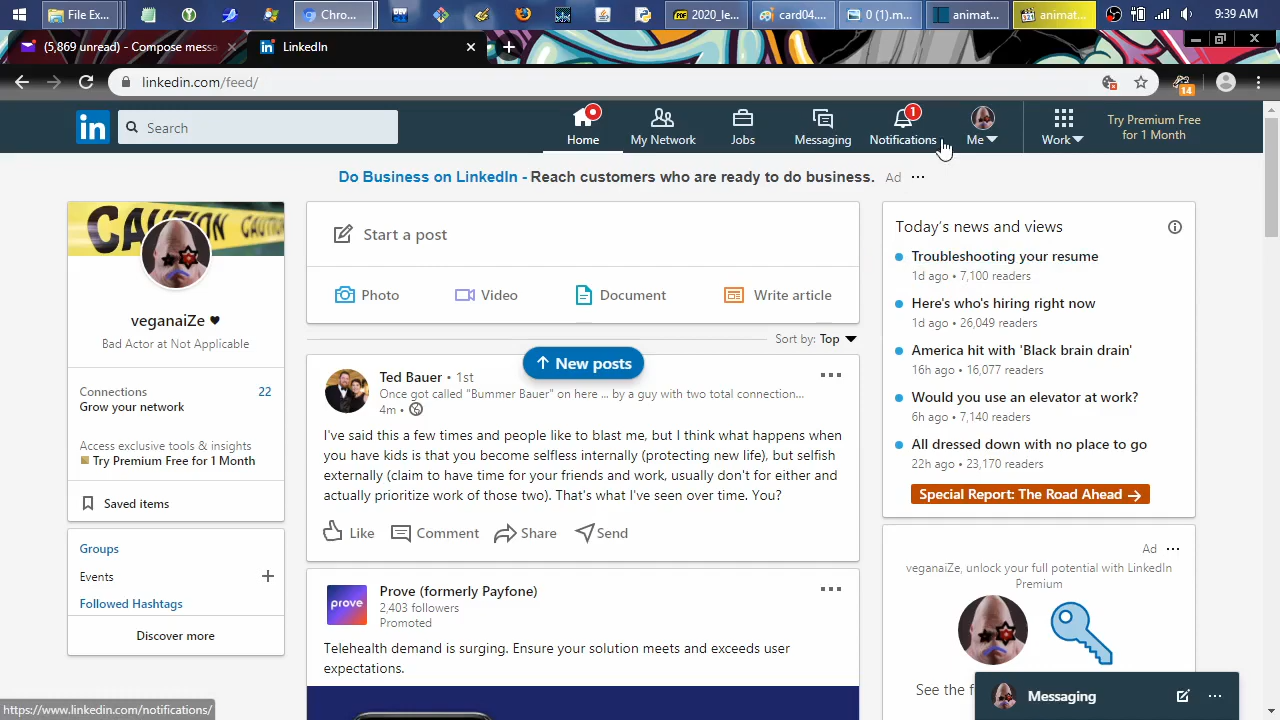 File Ex...
Chro...
2020_le...
card04....
0 (1).m...
animat...
animat...
9:39 AM
(5,869 unread) - Compose messa
LinkedIn
linkedin.com/feed/
14
in
Search
Home
My Network
Jobs
Messaging
1
Notifications
Me
Work
Try Premium Free
for 1 Month
Do Business on LinkedIn - Reach customers who are ready to do business.
Ad
CAUTION
CAUTI
veganaiZe ♥
Bad Actor at Not Applicable
Connections 22
Grow your network
Access exclusive tools & insights
Try Premium Free for 1 Month
Saved items
Groups
Events
Followed Hashtags
Discover more
Start a post
Photo
Video
Document
Write article
Sort by: Top
New posts
Ted Bauer • 1st
Once got called "Bummer Bauer" on here ... by a guy with two total connection...
4m •
I've said this a few times and people like to blast me, but I think what happens when
you have kids is that you become selfless internally (protecting new life), but selfish
externally (claim to have time for your friends and work, usually don't for either and
actually prioritize work of those two). That's what I've seen over time. You?
Like
Comment
Share
Send
prove
Prove (formerly Payfone)
2,403 followers
Promoted
Telehealth demand is surging. Ensure your solution meets and exceeds user
expectations.
Today's news and views
Troubleshooting your resume
1d ago • 7,100 readers
Here's who's hiring right now
1d ago • 26,049 readers
America hit with 'Black brain drain'
16h ago • 16,077 readers
Would you use an elevator at work?
6h ago • 7,140 readers
All dressed down with no place to go
22h ago • 23,170 readers
Special Report: The Road Ahead →
Ad
veganaiZe, unlock your full potential with LinkedIn
Premium
See the f
Messaging
https://www.linkedin.com/notifications/